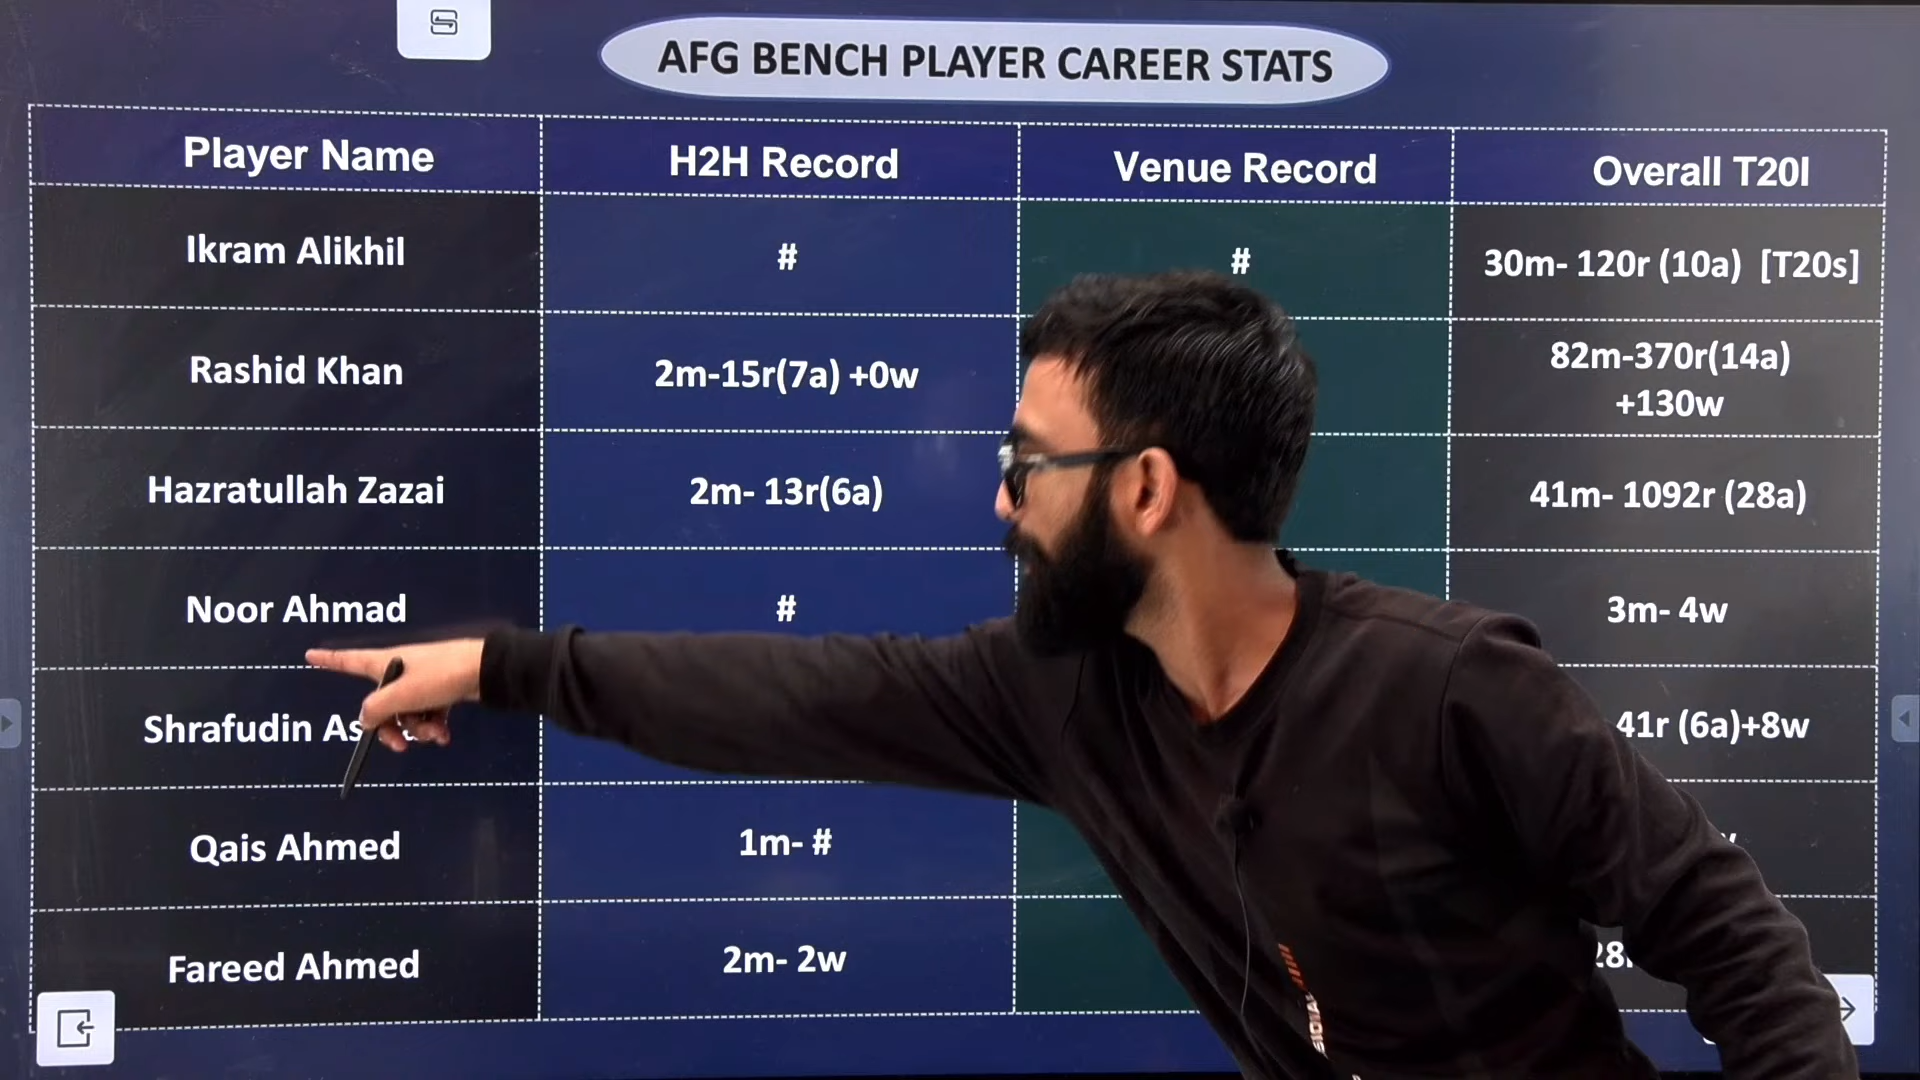 AFG BENCH PLAYER CAREER STATS
Player Name H2H Record Venue Record Overall T20I
Ikram Alikhil # # 30m- 120r (10a) [T20s]
Rashid Khan 2m-15r(7a) +0w 82m-370r(14a)
+130w
Hazratullah Zazai 2m- 13r(6a) 41m- 1092r (28a)
Noor Ahmad # 3m- 4w
Shrafudin 41r (6a)+8w
Qais Ahmed 1m- #
Fareed Ahmed 2m- 2w